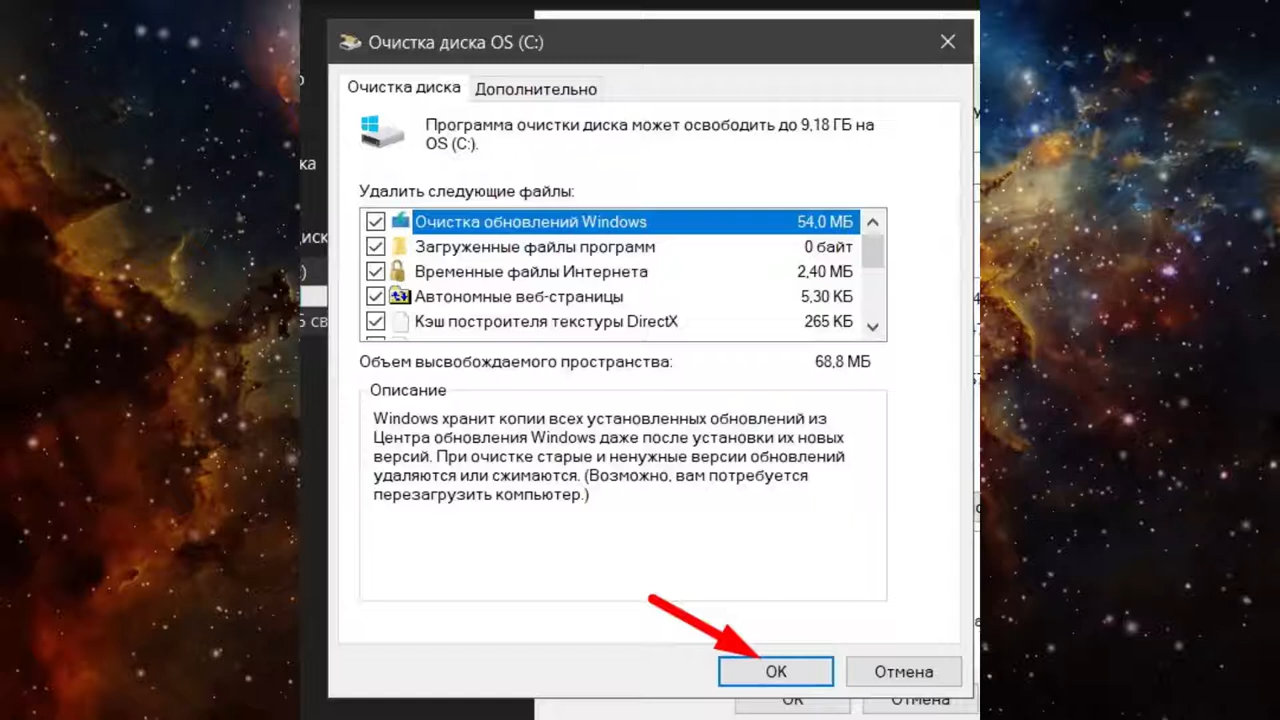 Очистка диска OS (C:)
Очистка диска
Дополнительно
Программа очистки диска может освободить до 9,18 ГБ на
OS (C:).
Удалить следующие файлы:
Очистка обновлений Windows 54,0 МБ
Загруженные файлы программ 0 байт
Временные файлы Интернета 2,40 МБ
Автономные веб-страницы 5,30 КБ
Кэш построителя текстуры DirectX 265 КБ
Объем высвобождаемого пространства: 68,8 МБ
Описание
Windows хранит копии всех установленных обновлений из
Центра обновления Windows даже после установки их новых
версий. При очистке старые и ненужные версии обновлений
удаляются или сжимаются. (Возможно, вам потребуется
перезагрузить компьютер.)
OK Отмена
OK Отмена